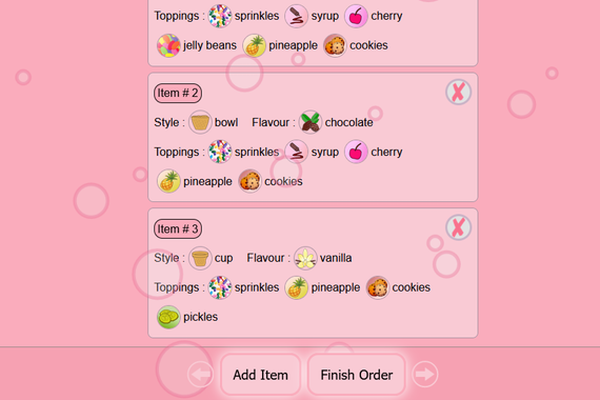 Toppings : sprinkles syrup cherry
jelly beans pineapple cookies
Item # 2
Style : bowl Flavour : chocolate
Toppings : sprinkles syrup cherry
pineapple cookies
Item # 3
Style : cup Flavour : vanilla
Toppings : sprinkles pineapple cookies
pickles
Add Item Finish Order